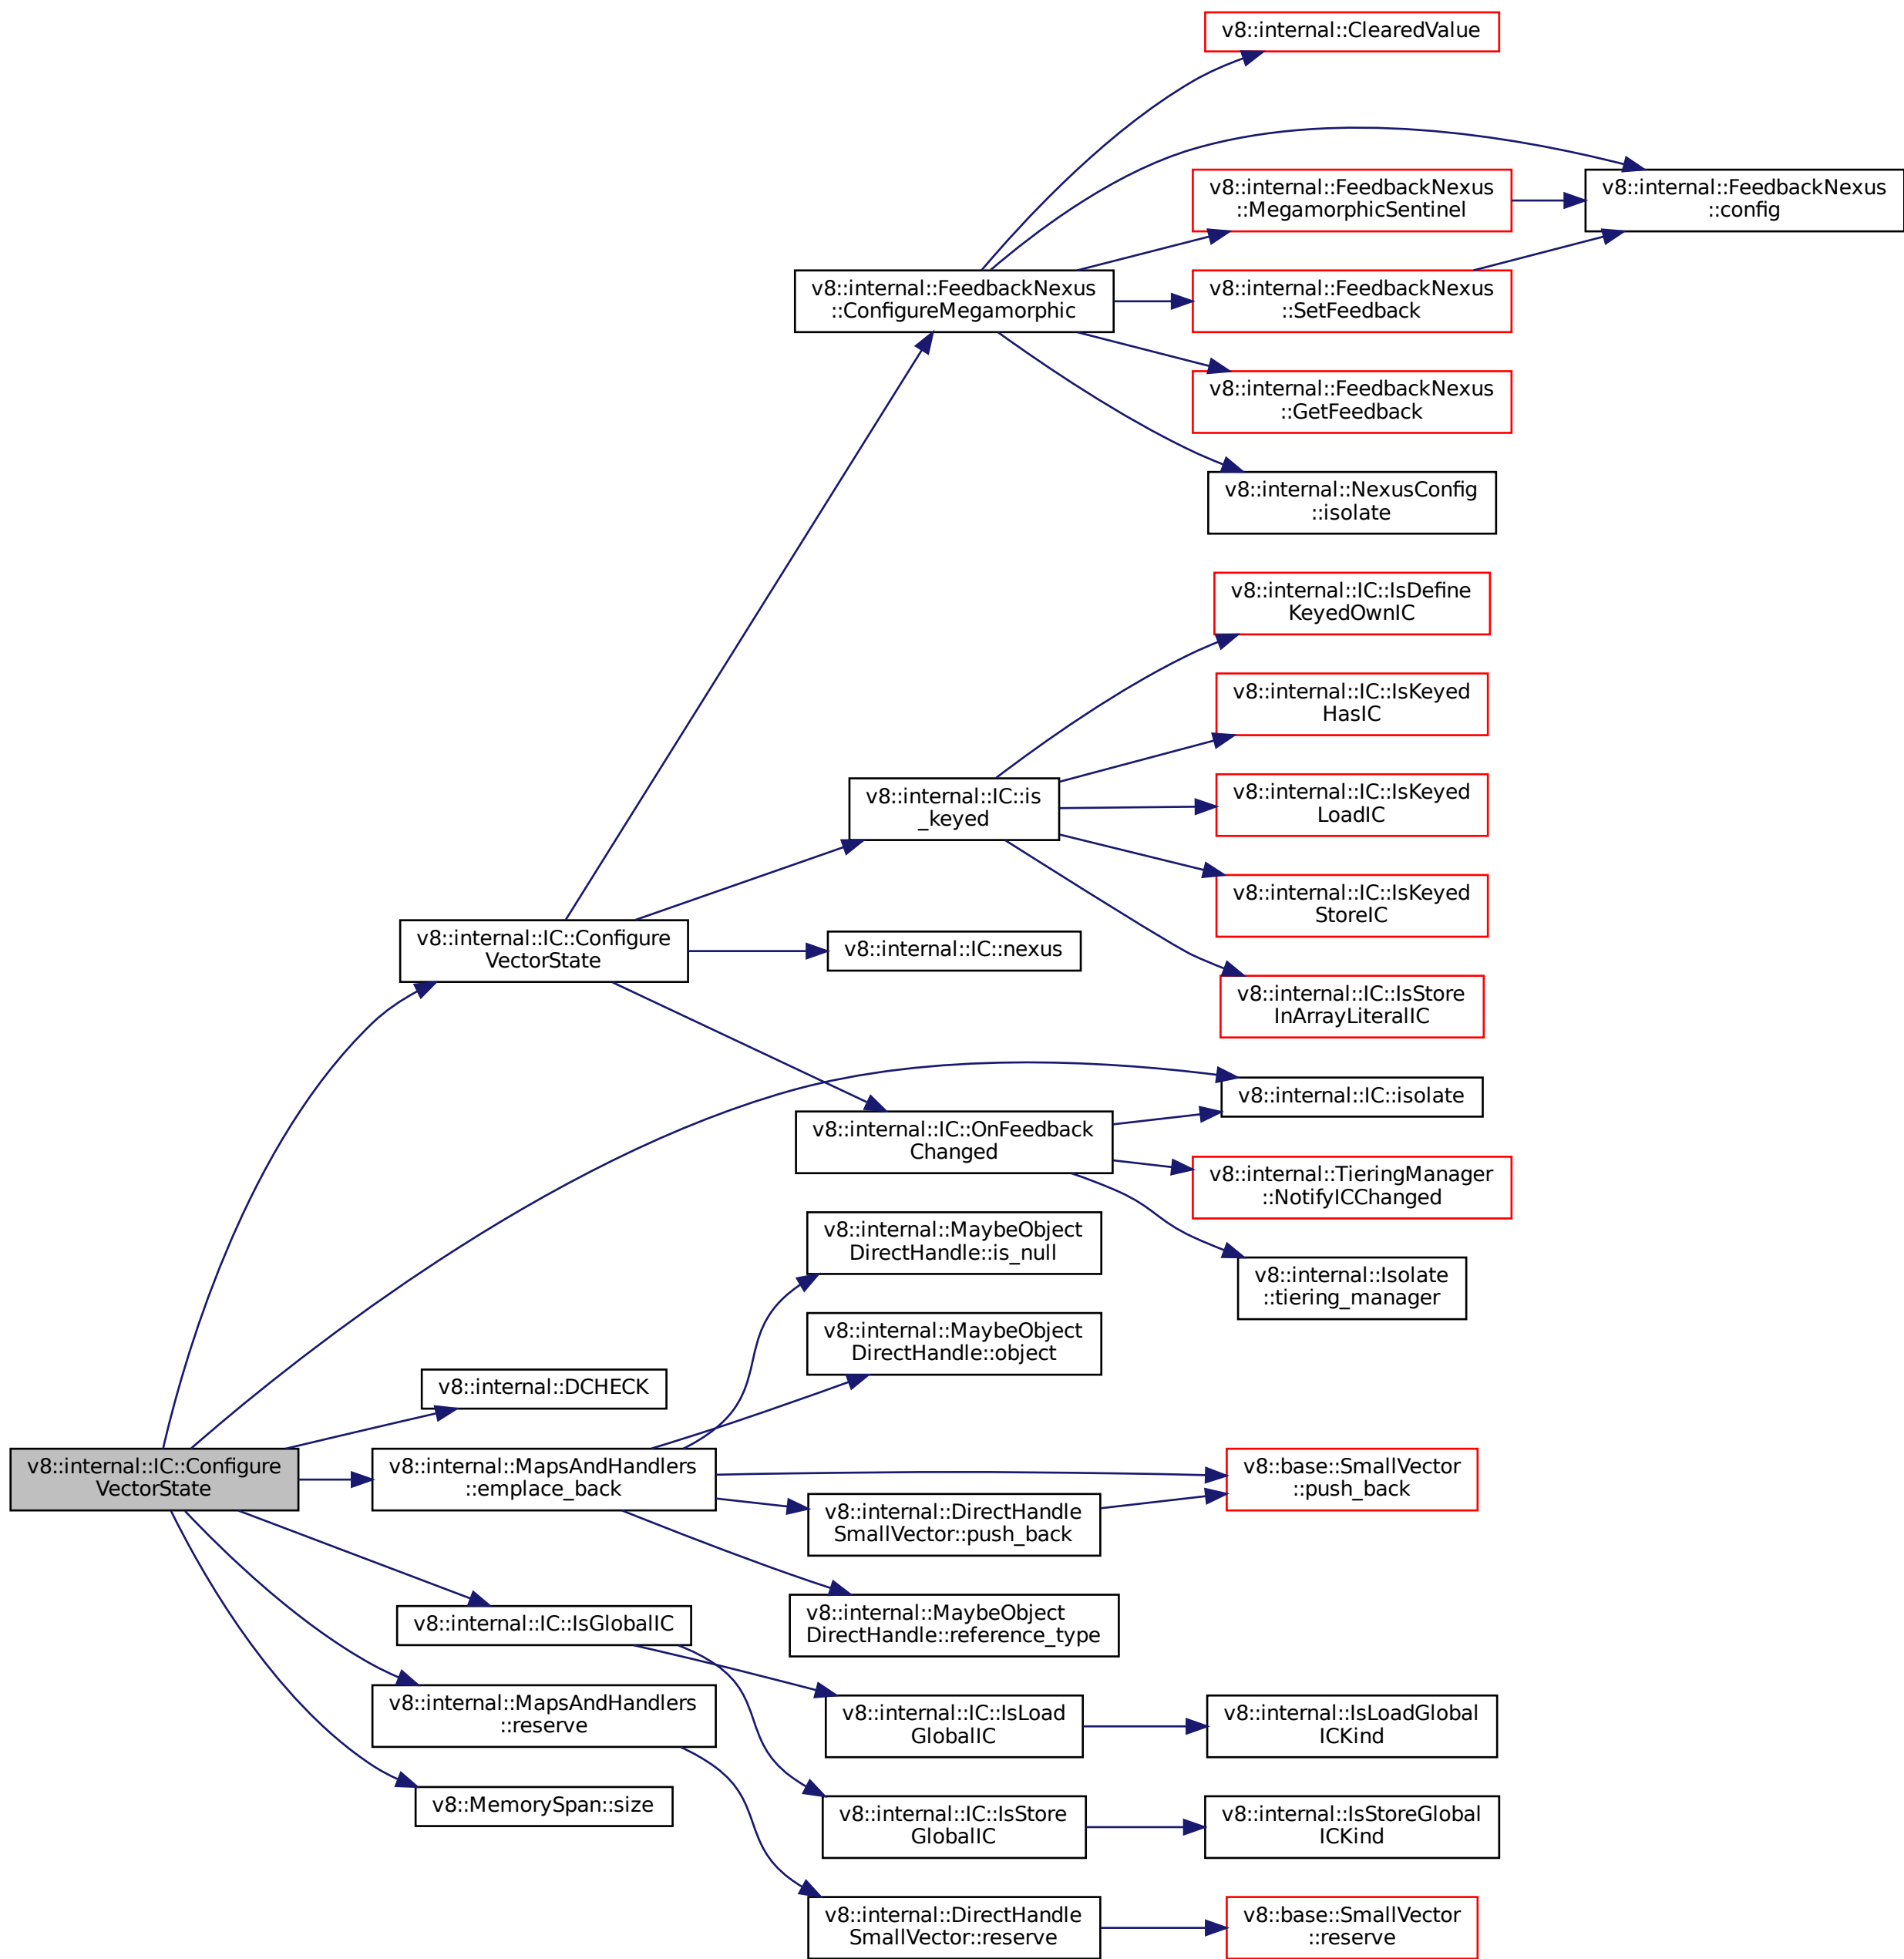 v8::internal::ClearedValue
v8::internal::FeedbackNexus
::MegamorphicSentinel
v8::internal::FeedbackNexus
::config
v8::internal::FeedbackNexus
::ConfigureMegamorphic
v8::internal::FeedbackNexus
::SetFeedback
v8::internal::FeedbackNexus
::GetFeedback
v8::internal::NexusConfig
::isolate
v8::internal::IC::IsDefine
KeyedOwnIC
v8::internal::IC::IsKeyed
HasIC
v8::internal::IC::is
_keyed
v8::internal::IC::IsKeyed
LoadIC
v8::internal::IC::IsKeyed
StoreIC
v8::internal::IC::Configure
VectorState
v8::internal::IC::nexus
v8::internal::IC::IsStore
InArrayLiteralIC
v8::internal::IC::isolate
v8::internal::IC::OnFeedback
Changed
v8::internal::TieringManager
::NotifyICChanged
v8::internal::MaybeObject
DirectHandle::is_null
v8::internal::Isolate
::tiering_manager
v8::internal::MaybeObject
DirectHandle::object
v8::internal::DCHECK
v8::internal::IC::Configure
VectorState
v8::internal::MapsAndHandlers
::emplace_back
v8::base::SmallVector
::push_back
v8::internal::DirectHandle
SmallVector::push_back
v8::internal::IC::IsGlobalIC
v8::internal::MaybeObject
DirectHandle::reference_type
v8::internal::MapsAndHandlers
::reserve
v8::internal::IC::IsLoad
GlobalIC
v8::internal::IsLoadGlobal
ICKind
v8::MemorySpan::size
v8::internal::IC::IsStore
GlobalIC
v8::internal::IsStoreGlobal
ICKind
v8::internal::DirectHandle
SmallVector::reserve
v8::base::SmallVector
::reserve